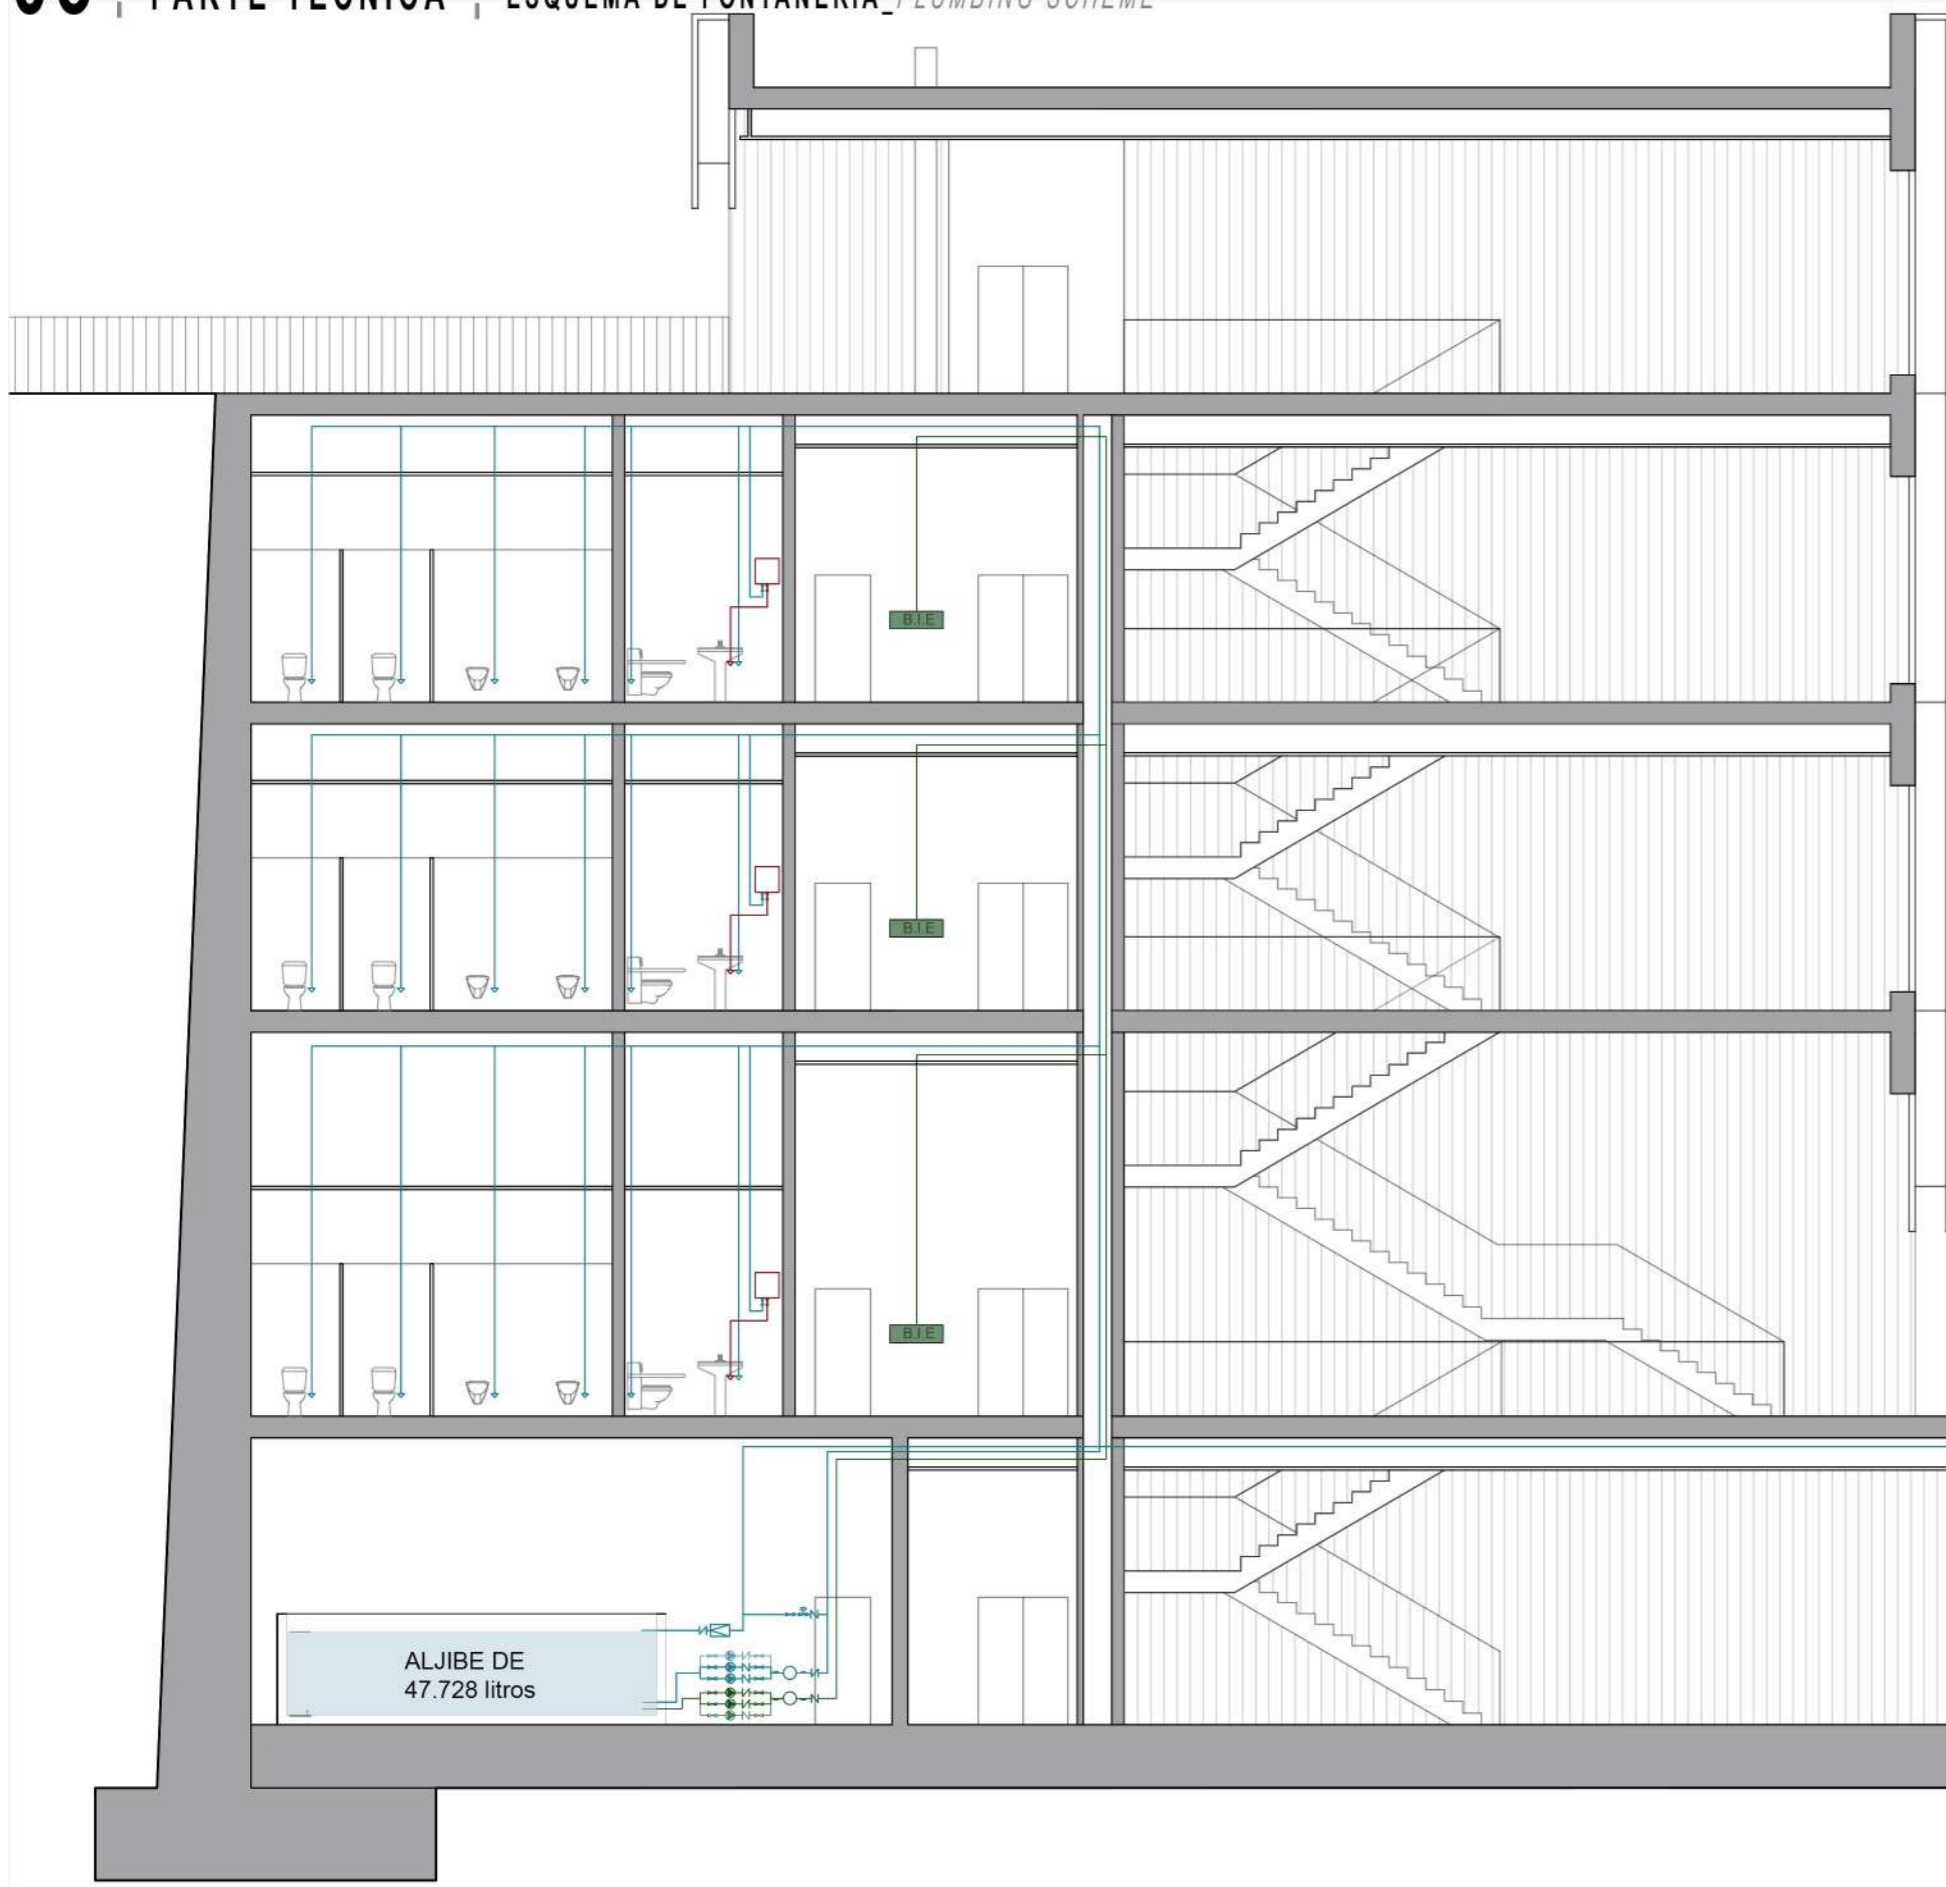 PARTE TÉCNICA | ESQUEMA DE FONTANERÍA_PLUMBING SCHEME
B.I.E
B.I.E
B.I.E
ALJIBE DE
47.728 litros